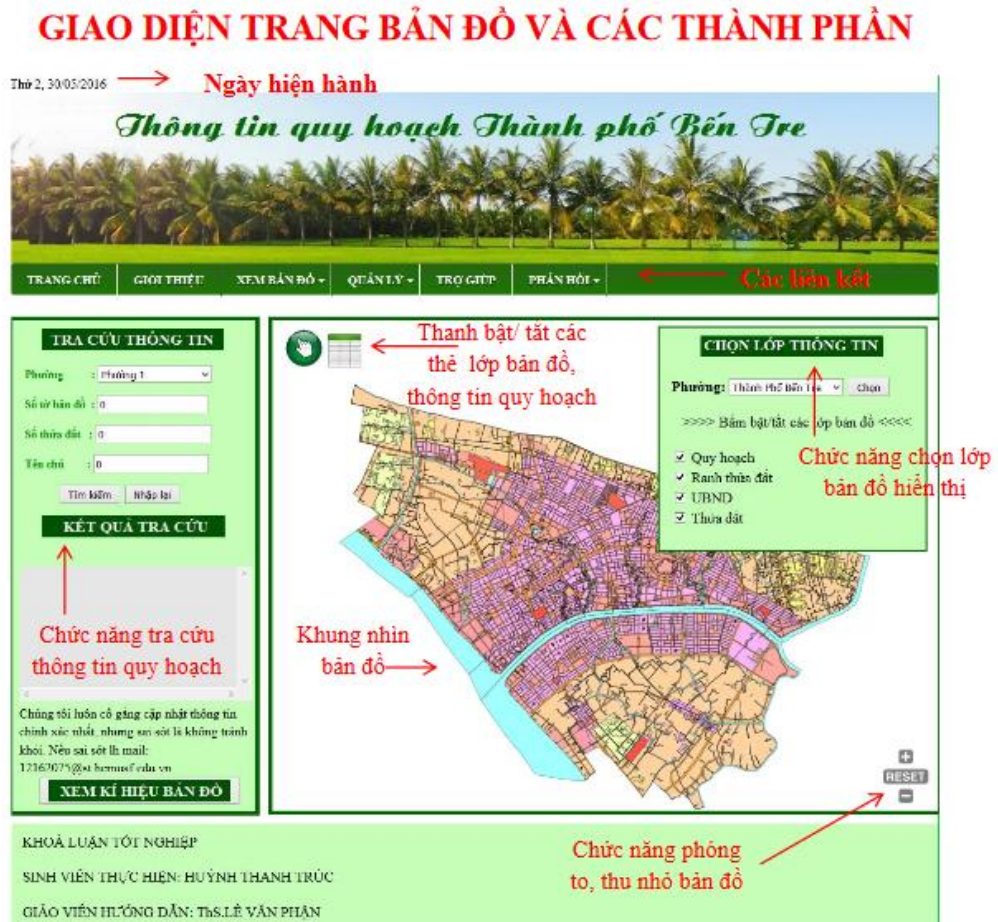 GIAO DIỆN TRANG BẢN ĐỒ VÀ CÁC THÀNH PHẦN
Thứ 2, 30/05/2016
Ngày hiện hành
Thông tin quy hoạch Thành phố Bến Tre
TRANG CHỦ GIỚI THIỆU XEM BẢN ĐỒ QUẢN LÝ TRỢ GIÚP PHẢN HỒI
Các liên kết
TRA CỨU THÔNG TIN
Phường : Phường 1
Số tờ bản đồ : 0
Số thửa đất : 0
Tên chủ : 0
Tìm kiếm Nhập lại
KẾT QUẢ TRA CỨU
Chức năng tra cứu
thông tin quy hoạch
Chúng tôi luôn cố gắng cập nhật thông tin
chính xác nhất, nhưng sai sót là không tránh
khỏi. Nếu sai sót lh mail:
XEM KÍ HIỆU BẢN ĐỒ
Thanh bật/ tắt các
thẻ lớp bản đồ,
thông tin quy hoạch
CHỌN LỚP THÔNG TIN
Phường: Thành Phố Bến Tre Chọn
>>>> Bấm bật/tắt các lớp bản đồ <<<<
Quy hoạch
Ranh thửa đất
UBND
Thửa đất
Chức năng chọn lớp
bản đồ hiển thị
Khung nhìn
bản đồ
RESET
Chức năng phóng
to, thu nhỏ bản đồ
KHOÁ LUẬN TỐT NGHIỆP
SINH VIÊN THỰC HIỆN: HUỲNH THANH TRÚC
GIÁO VIÊN HƯỚNG DẪN: ThS.LÊ VĂN PHẬN